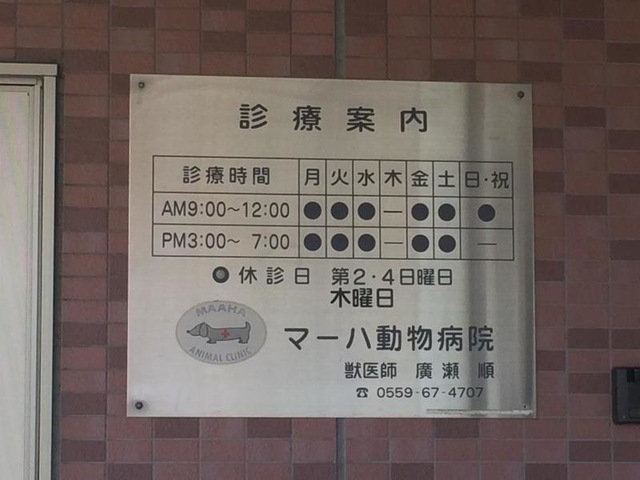 診療案内
診療時間 月 火 水 木 金 土 日・祝
AM9:00～12:00 ● ● ● — ● ● ●
PM3:00～ 7:00 ● ● ● — ● ● —
●休診日 第2・4日曜日
木曜日
MAAHA
ANIMAL CLINIC
マーハ動物病院
獣医師 廣瀬 順
☎ 0559-67-4707